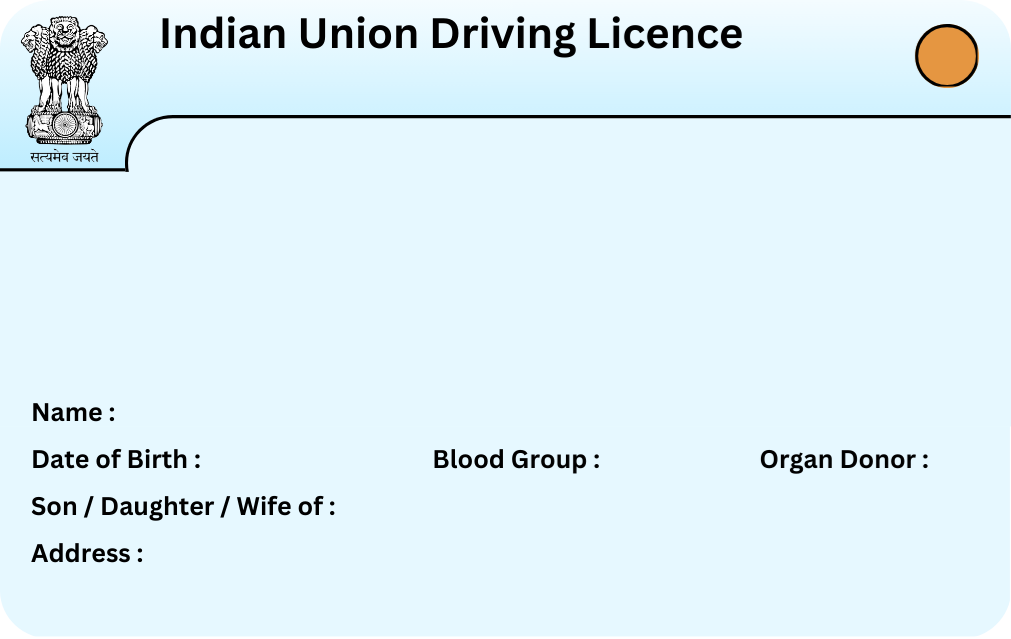 Indian Union Driving Licence
सत्यमेव जयते
Name :
Date of Birth : Blood Group : Organ Donor :
Son / Daughter / Wife of :
Address :